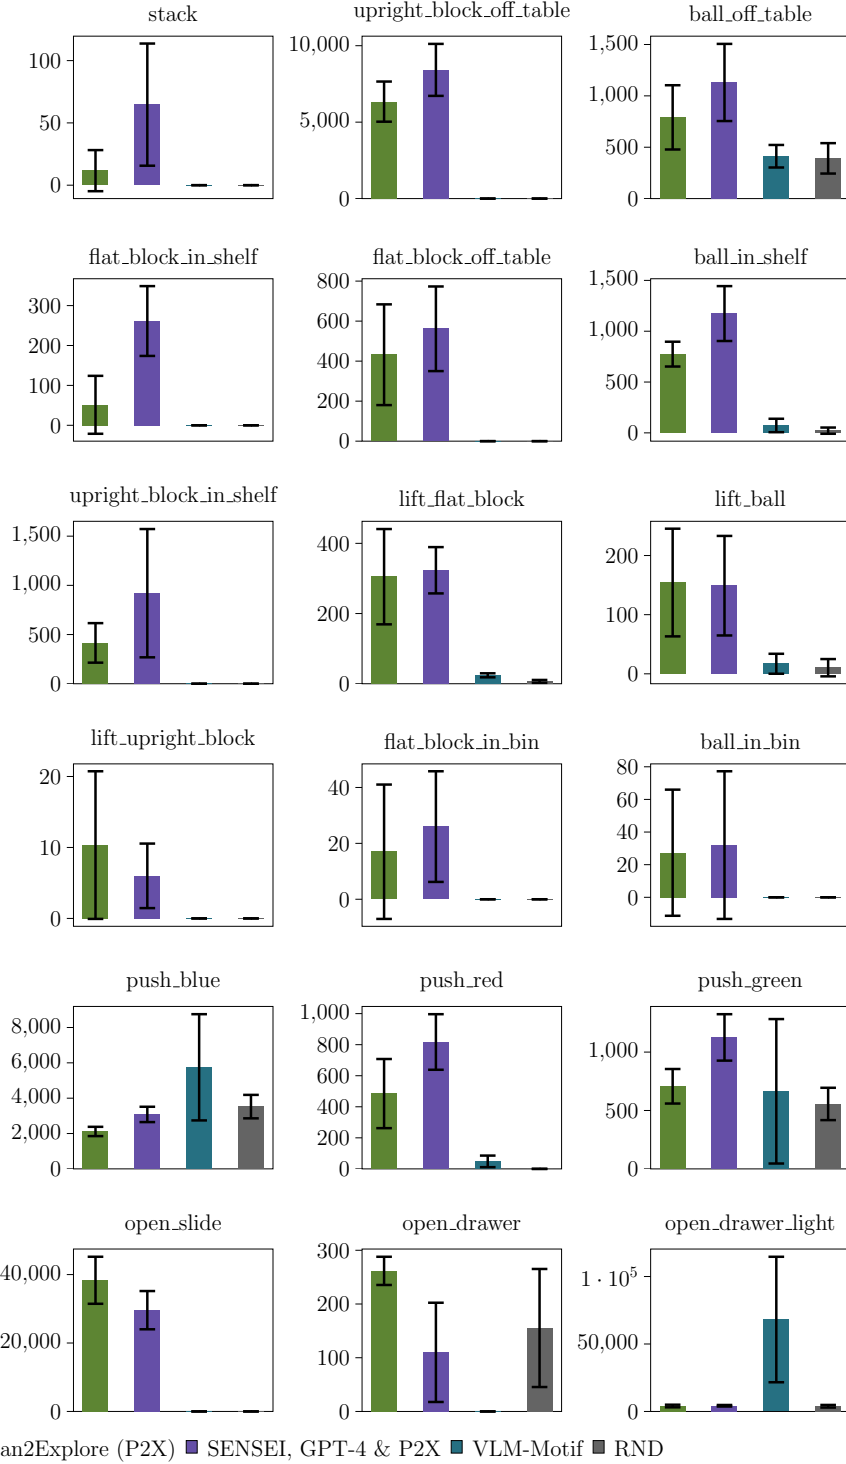 stack upright_block_off_table ball_off_table
100 10,000 1,500
50 5,000 1,000
0 0 500
0
flat_block_in_shelf flat_block_off_table ball_in_shelf
300 800 1,500
200 600 1,000
100 400 500
0 200 0
0
upright_block_in_shelf lift_flat_block lift_ball
1,500 400 200
1,000 200 100
500 0 0
0
lift_upright_block flat_block_in_bin ball_in_bin
20 40 80
10 20 60
0 0 40
20
0
push_blue push_red push_green
8,000 1,000 1,000
6,000 800 500
4,000 600 0
2,000 400
0 200
0
open_slide open_drawer open_drawer_light
40,000 300 1 · 10⁵
20,000 200 50,000
0 100 0
0
an2Explore (P2X) SENSEI, GPT-4 & P2X VLM-Motif RND